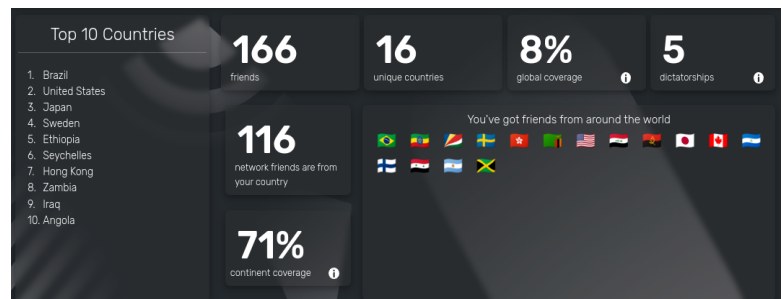 Top 10 Countries
1. Brazil
2. United States
3. Japan
4. Sweden
5. Ethiopia
6. Seychelles
7. Hong Kong
8. Zambia
9. Iraq
10. Angola
166
friends
16
unique countries
8%
global coverage
5
dictatorships
116
network friends are from
your country
71%
continent coverage
You've got friends from around the world